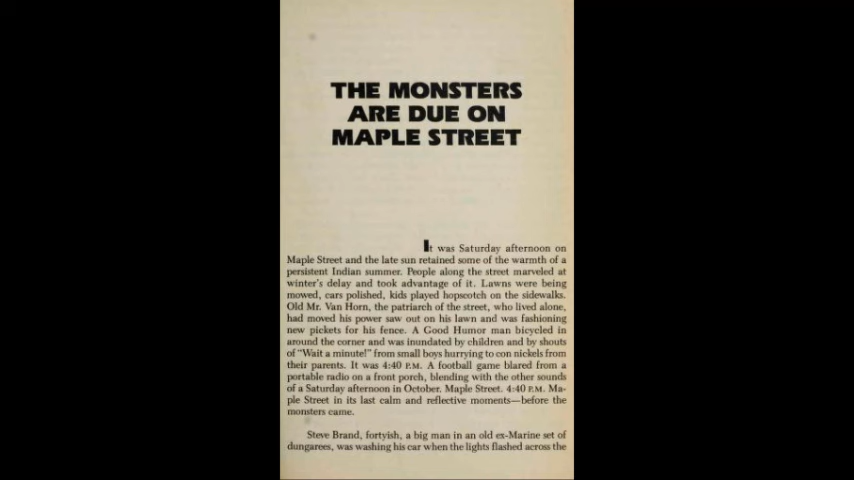 THE MONSTERS
ARE DUE ON
MAPLE STREET
It was Saturday afternoon on
Maple Street and the late sun retained some of the warmth of a
persistent Indian summer. People along the street marveled at
winter's delay and took advantage of it. Lawns were being
mowed, cars polished, kids played hopscotch on the sidewalks.
Old Mr. Van Horn, the patriarch of the street, who lived alone,
had moved his power saw out on his lawn and was fashioning
new pickets for his fence. A Good Humor man bicycled in
around the corner and was inundated by children and by shouts
of "Wait a minute!" from small boys hurrying to con nickels from
their parents. It was 4:40 P.M. A football game blared from a
portable radio on a front porch, blending with the other sounds
of a Saturday afternoon in October. Maple Street. 4:40 P.M. Ma-
ple Street in its last calm and reflective moments—before the
monsters came.
Steve Brand, fortyish, a big man in an old ex-Marine set of
dungarees, was washing his car when the lights flashed across the